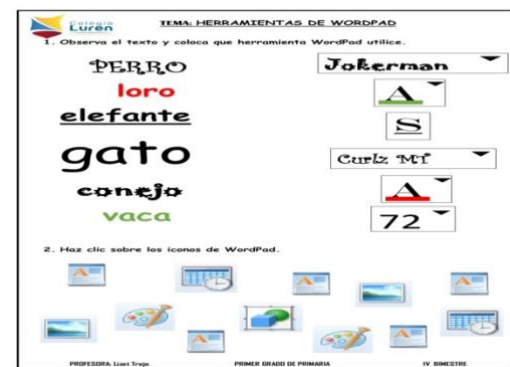 Colegio
Lurén
TEMA: HERRAMIENTAS DE WORDPAD
1. Observa el texto y coloca que herramienta WordPad utilice.
PERRO
Jokerman
loro
A
elefante
S
gato
Curlz MT
conejo
A
vaca
72
2. Haz clic sobre los iconos de WordPad.
PROFESORA: Lizet Trejo
PRIMER GRADO DE PRIMARIA
IV BIMESTRE